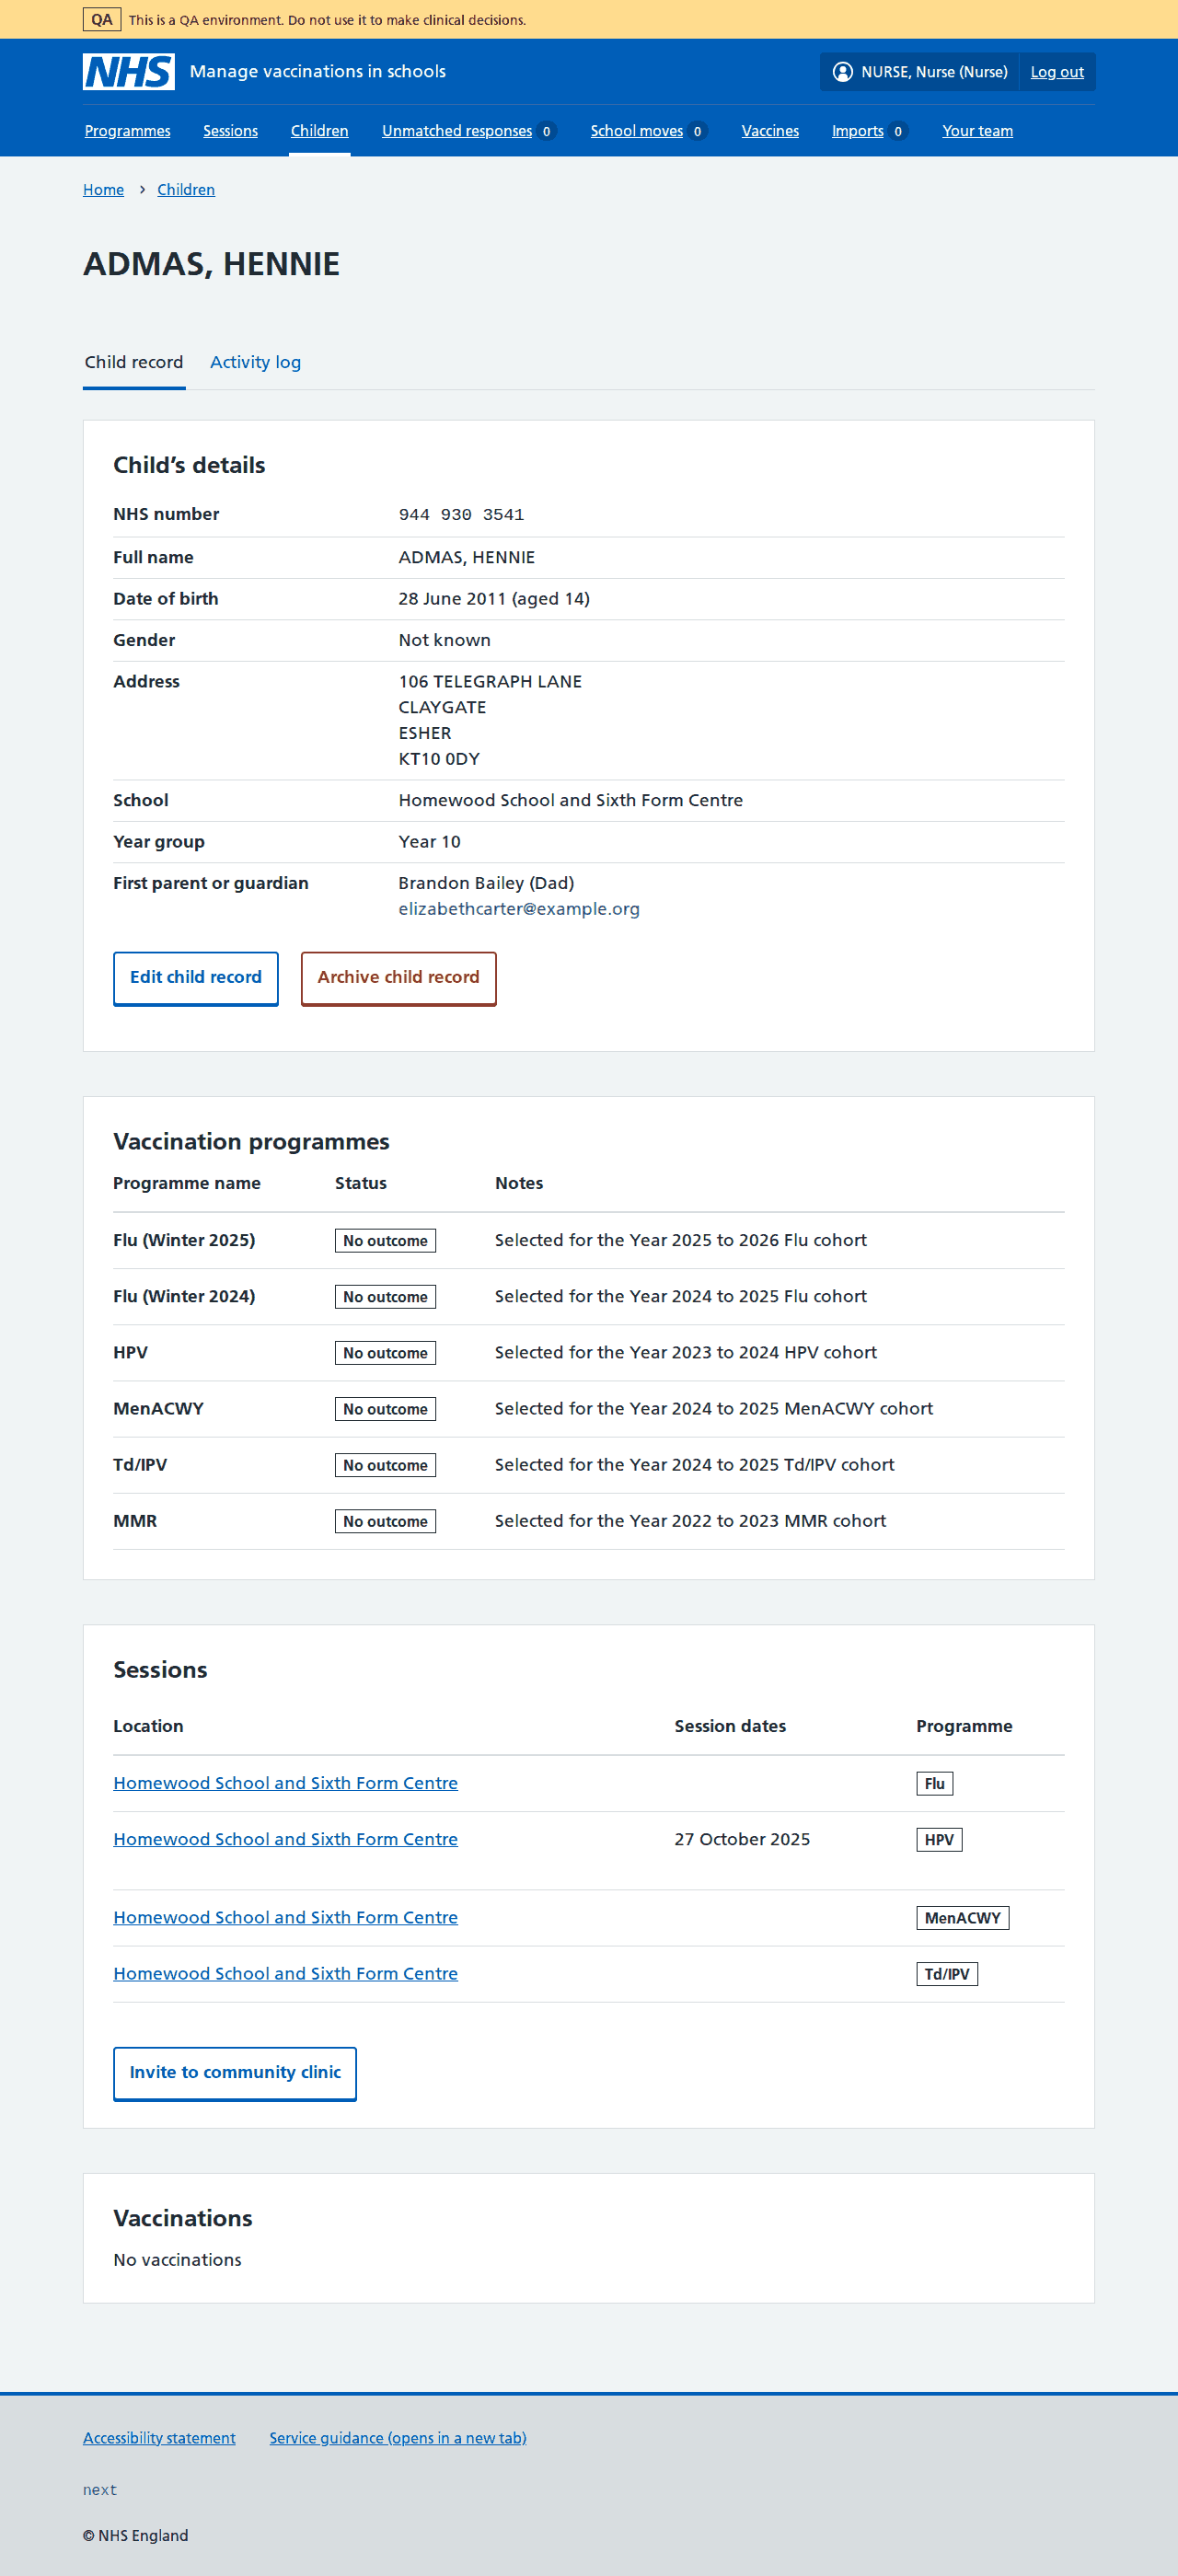 QA This is a QA environment. Do not use it to make clinical decisions.
NHS Manage vaccinations in schools NURSE, Nurse (Nurse) Log out
Programmes Sessions Children Unmatched responses 0 School moves 0 Vaccines Imports 0 Your team
Home › Children
ADMAS, HENNIE
Child record Activity log
Child’s details
NHS number 944 930 3541
Full name ADMAS, HENNIE
Date of birth 28 June 2011 (aged 14)
Gender Not known
Address 106 TELEGRAPH LANE
CLAYGATE
ESHER
KT10 0DY
School Homewood School and Sixth Form Centre
Year group Year 10
First parent or guardian Brandon Bailey (Dad)
elizabethcarter@example.org
Edit child record Archive child record
Vaccination programmes
Programme name Status Notes
Flu (Winter 2025) No outcome Selected for the Year 2025 to 2026 Flu cohort
Flu (Winter 2024) No outcome Selected for the Year 2024 to 2025 Flu cohort
HPV No outcome Selected for the Year 2023 to 2024 HPV cohort
MenACWY No outcome Selected for the Year 2024 to 2025 MenACWY cohort
Td/IPV No outcome Selected for the Year 2024 to 2025 Td/IPV cohort
MMR No outcome Selected for the Year 2022 to 2023 MMR cohort
Sessions
Location Session dates Programme
Homewood School and Sixth Form Centre Flu
Homewood School and Sixth Form Centre 27 October 2025 HPV
Homewood School and Sixth Form Centre MenACWY
Homewood School and Sixth Form Centre Td/IPV
Invite to community clinic
Vaccinations
No vaccinations
Accessibility statement Service guidance (opens in a new tab)
next
© NHS England